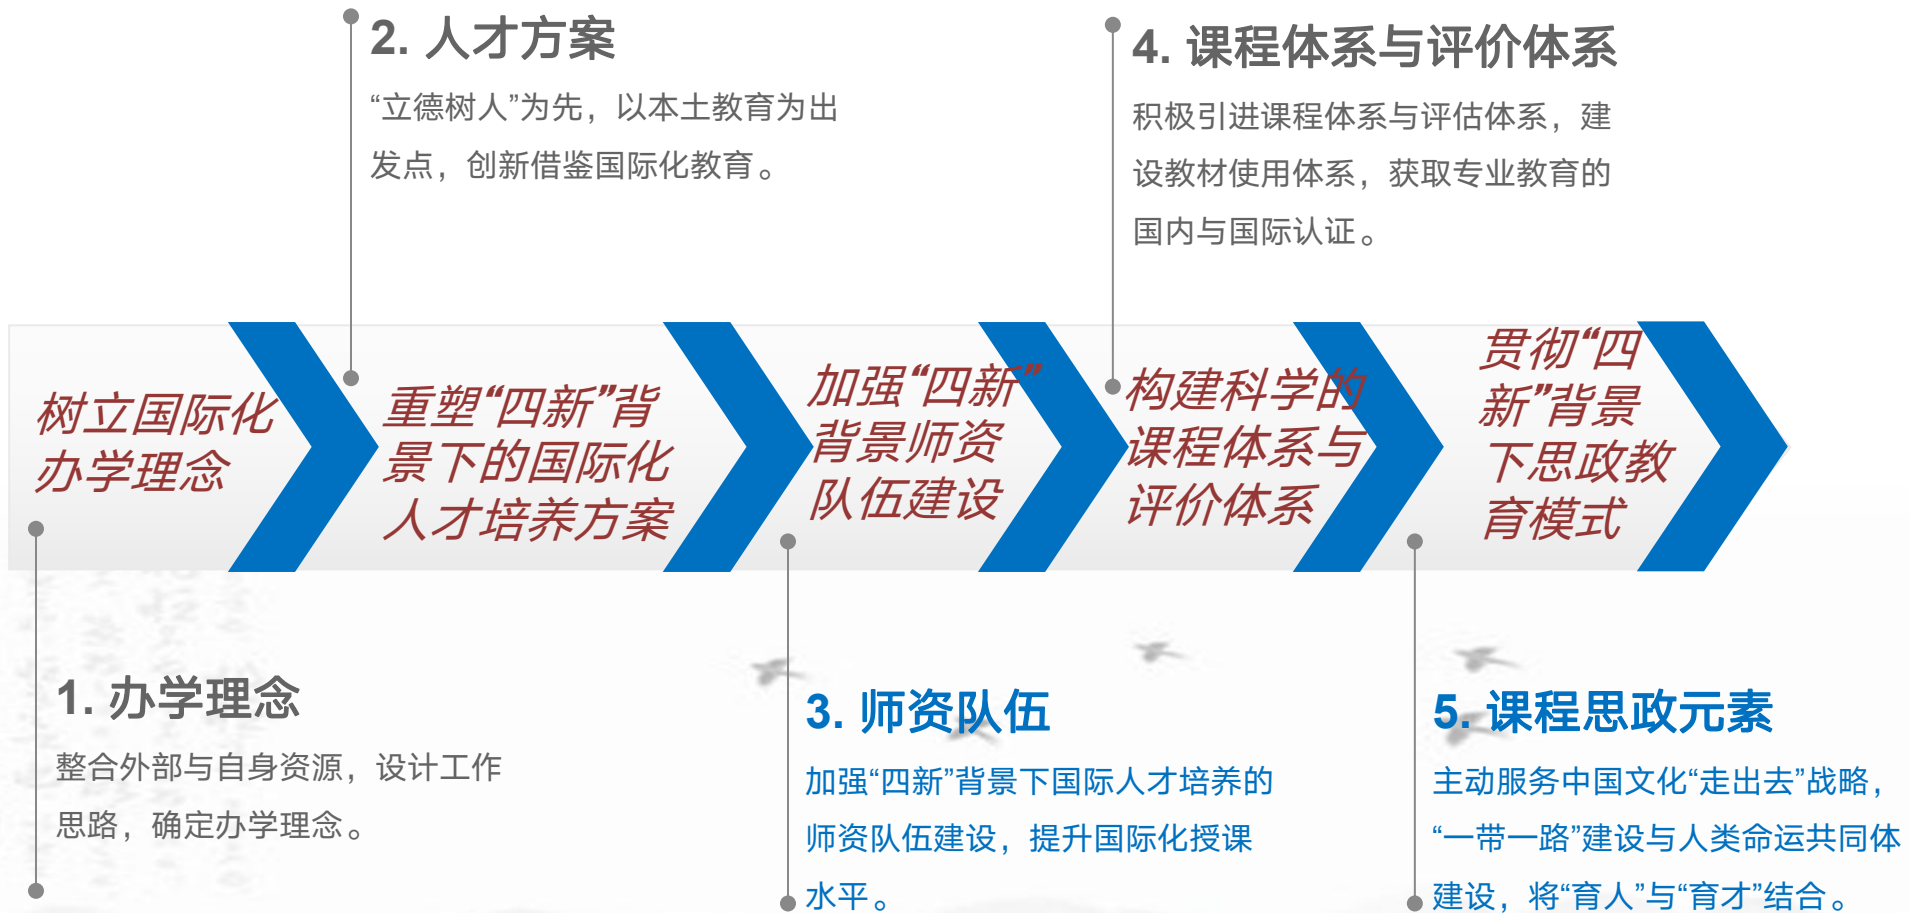 2. 人才方案
“立德树人”为先，以本土教育为出
发点，创新借鉴国际化教育。
4. 课程体系与评价体系
积极引进课程体系与评估体系，建
设教材使用体系，获取专业教育的
国内与国际认证。
树立国际化
办学理念
重塑“四新”背
景下的国际化
人才培养方案
加强“四新”
背景师资
队伍建设
构建科学的
课程体系与
评价体系
贯彻“四
新”背景
下思政教
育模式
1. 办学理念
整合外部与自身资源，设计工作
思路，确定办学理念。
3. 师资队伍
加强“四新”背景下国际人才培养的
师资队伍建设，提升国际化授课
水平。
5. 课程思政元素
主动服务中国文化“走出去”战略，
“一带一路”建设与人类命运共同体
建设，将“育人”与“育才”结合。